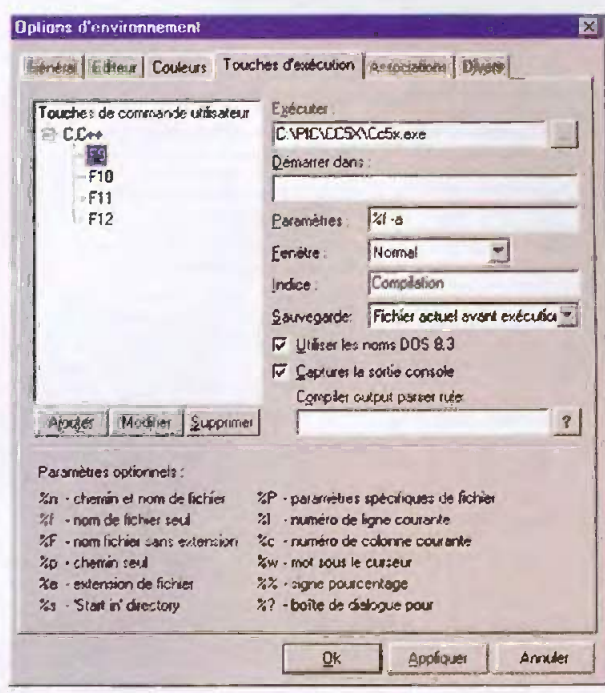 Options d'environnement
Général Editeur Couleurs Touches d'exécution Associations Divers
Touches de commande utilisateur
C,C++
F9
F10
F11
F12
Ajouter Modifier Supprimer
Exécuter :
C:\PIC\CC5X\Cc5x.exe
Démarrer dans :
Paramètres : %f -a
Fenêtre : Normal
Indice : Compilation
Sauvegarde: Fichier actuel avant exécutio
Utiliser les noms DOS 8.3
Capturer la sortie console
Compiler output parser rule:
?
Paramètres optionnels :
%n - chemin et nom de fichier
%f - nom de fichier seul
%F - nom fichier sans extension
%p - chemin seul
%e - extension de fichier
%s - 'Start in' directory
%P - paramètres spécifiques de fichier
%l - numéro de ligne courante
%c - numéro de colonne courante
%w - mot sous le curseur
%% - signe pourcentage
%? - boîte de dialogue pour
Ok Appliquer Annuler